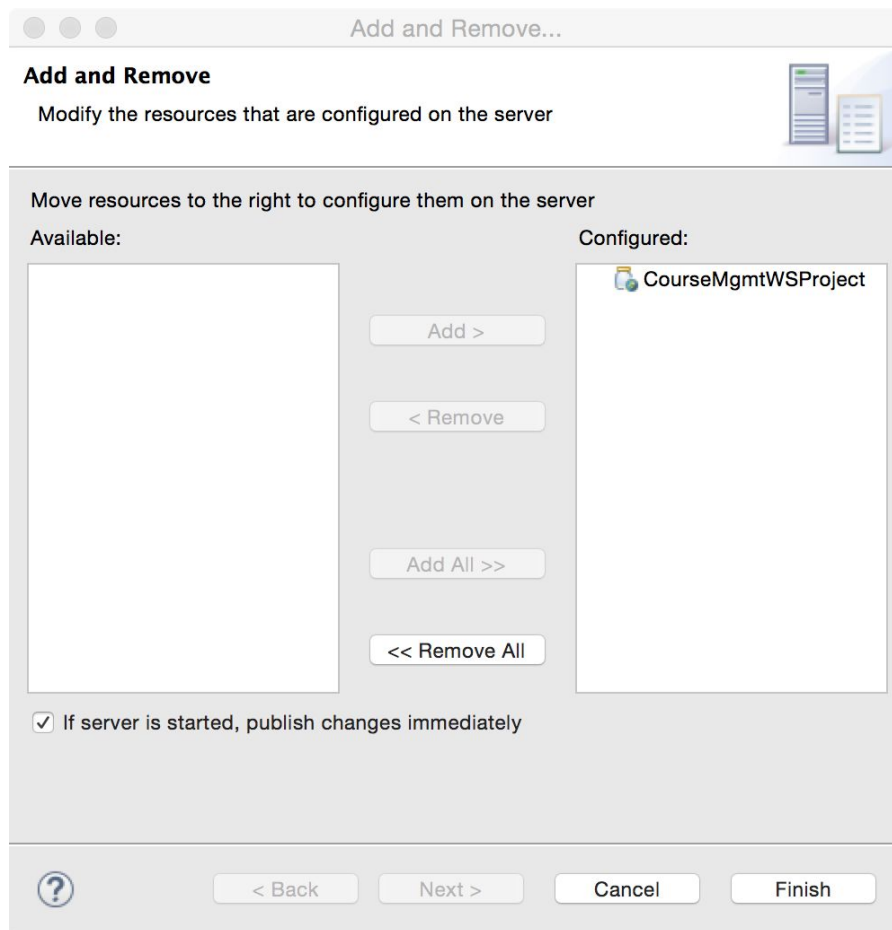 Add and Remove...
Add and Remove
Modify the resources that are configured on the server
Move resources to the right to configure them on the server
Available:
Configured:
CourseMgmtWSProject
Add >
< Remove
Add All >>
<< Remove All
If server is started, publish changes immediately
?
< Back
Next >
Cancel
Finish